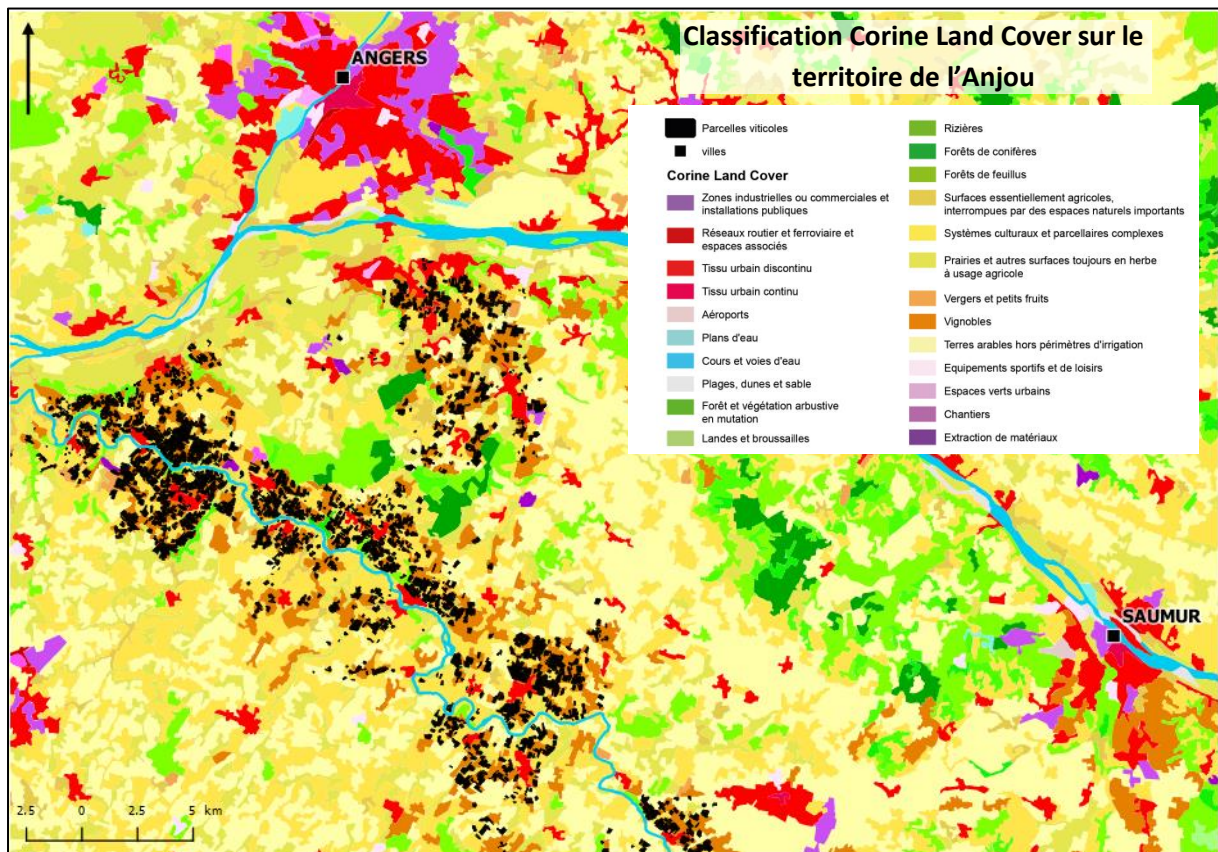 Classification Corine Land Cover sur le
territoire de l'Anjou
ANGERS
Parcelles viticoles
villes
Corine Land Cover
Zones industrielles ou commerciales et
installations publiques
Réseaux routier et ferroviaire et
espaces associés
Tissu urbain discontinu
Tissu urbain continu
Aéroports
Plans d'eau
Cours et voies d'eau
Plages, dunes et sable
Forêt et végétation arbustive
en mutation
Landes et broussailles
Rizières
Forêts de conifères
Forêts de feuillus
Surfaces essentiellement agricoles,
interrompues par des espaces naturels importants
Systèmes culturaux et parcellaires complexes
Prairies et autres surfaces toujours en herbe
à usage agricole
Vergers et petits fruits
Vignobles
Terres arables hors périmètres d'irrigation
Equipements sportifs et de loisirs
Espaces verts urbains
Chantiers
Extraction de matériaux
SAUMUR
2.5 0 2.5 5 km